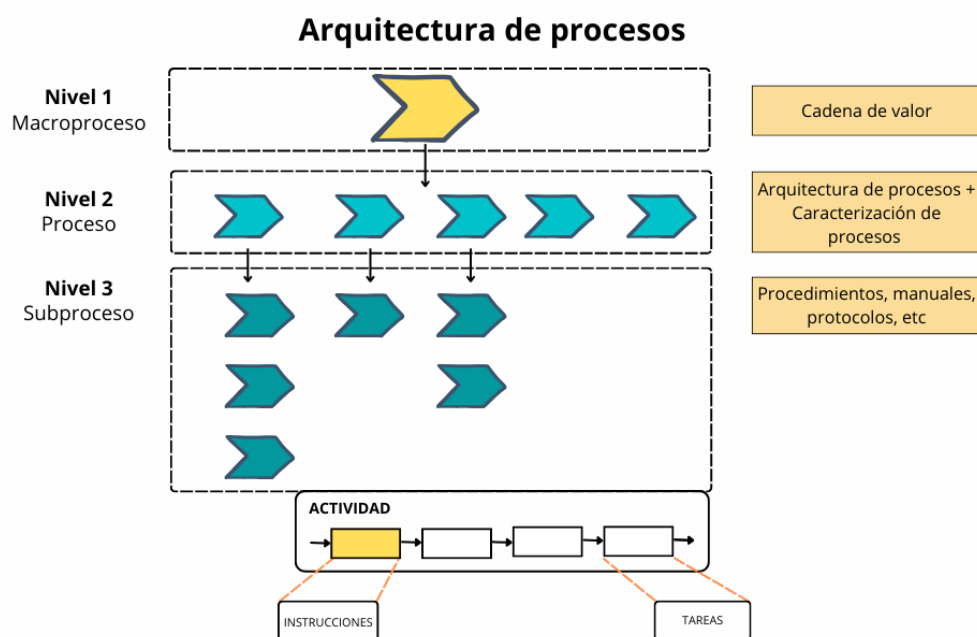 Arquitectura de procesos
Nivel 1
Macroproceso
Cadena de valor
Nivel 2
Proceso
Arquitectura de procesos +
Caracterización de
procesos
Nivel 3
Subproceso
Procedimientos, manuales,
protocolos, etc
ACTIVIDAD
INSTRUCCIONES
TAREAS